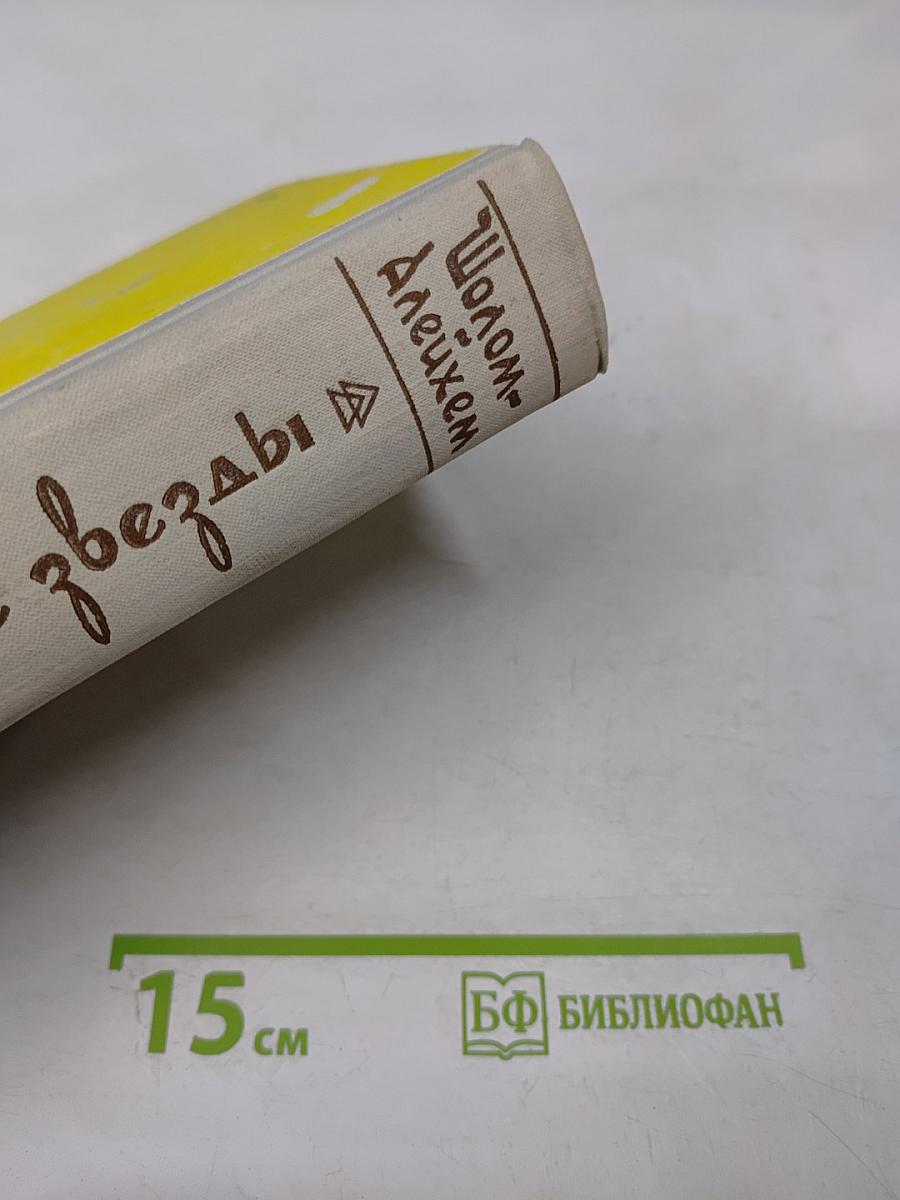 Шолом-
Алейхем
звезды
15 см
БФ БИБЛИОФАН